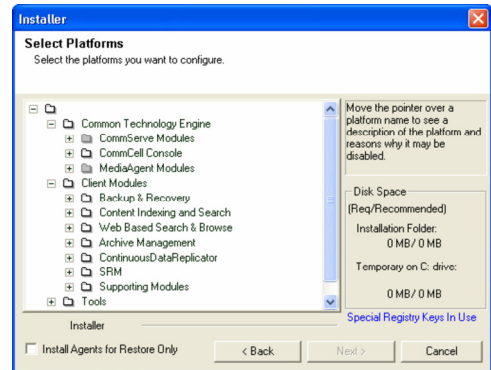 Installer
Select Platforms
Select the platforms you want to configure.
Common Technology Engine
CommServe Modules
CommCell Console
MediaAgent Modules
Client Modules
Backup & Recovery
Content Indexing and Search
Web Based Search & Browse
Archive Management
ContinuousDataReplicator
SRM
Supporting Modules
Tools
Move the pointer over a
platform name to see a
description of the platform and
reasons why it may be
disabled.
Disk Space
(Req/Recommended)
Installation Folder:
0 MB/ 0 MB
Temporary on C: drive:
0 MB/ 0 MB
Special Registry Keys In Use
Installer
Install Agents for Restore Only
< Back
Next >
Cancel